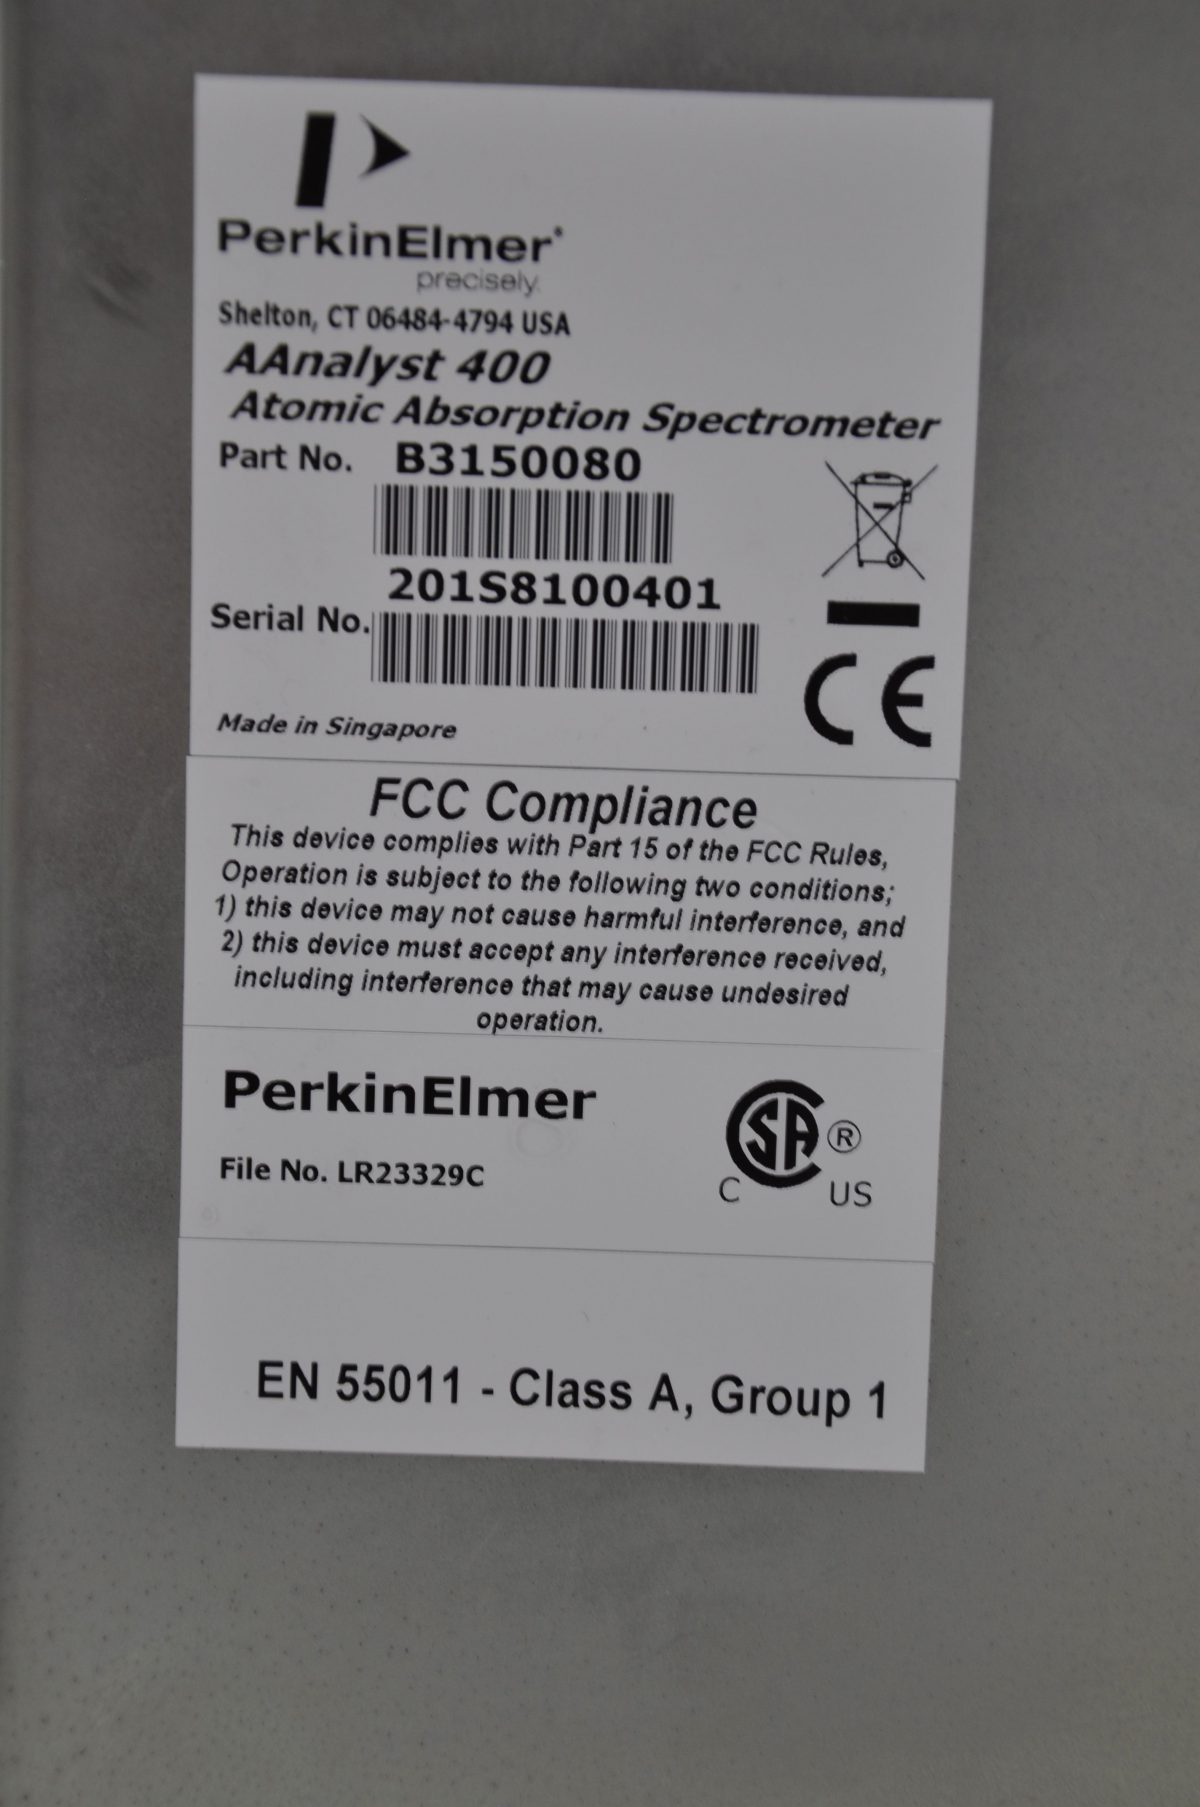 PerkinElmer®
precisely.
Shelton, CT 06484-4794 USA
AAnalyst 400
Atomic Absorption Spectrometer
Part No. B3150080
201S8100401
Serial No.
Made in Singapore
CE
FCC Compliance
This device complies with Part 15 of the FCC Rules,
Operation is subject to the following two conditions;
1) this device may not cause harmful interference, and
2) this device must accept any interference received,
including interference that may cause undesired
operation.
PerkinElmer
File No. LR23329C
CSA ®
C US
EN 55011 - Class A, Group 1